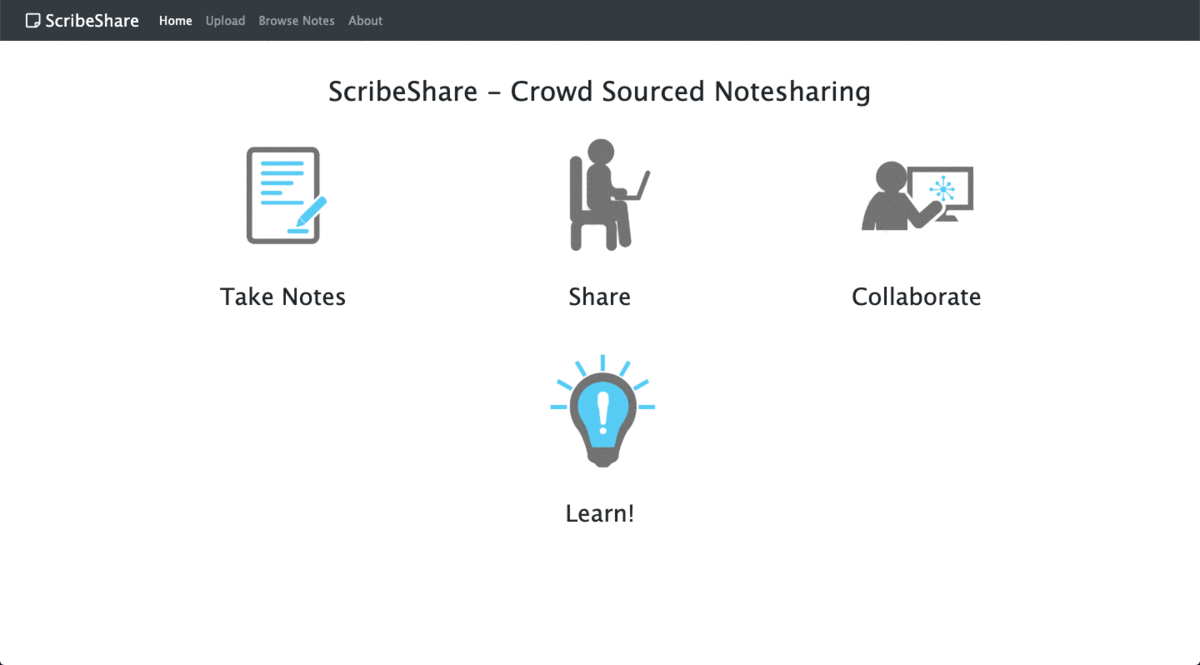 ScribeShare Home Upload Browse Notes About
ScribeShare – Crowd Sourced Notesharing
Take Notes Share Collaborate
!
Learn!